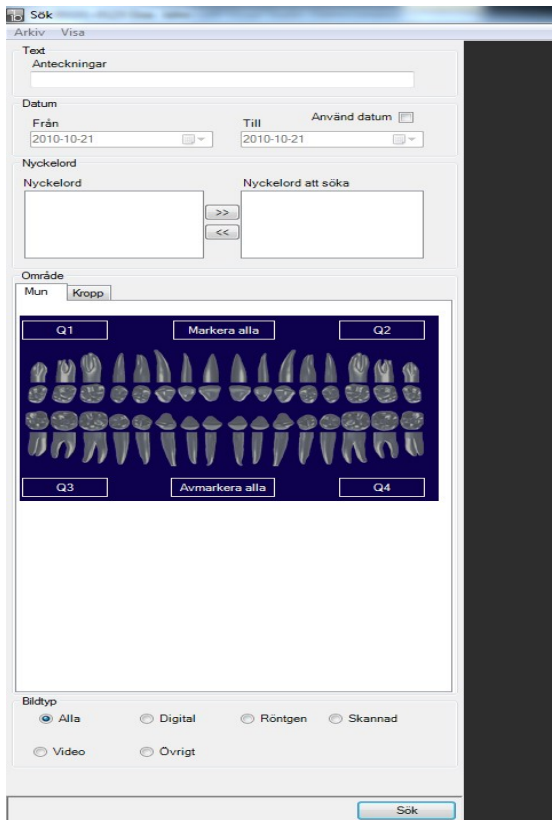 Sök
Arkiv Visa
Text
Anteckningar
Datum
Från Till Använd datum
2010-10-21 2010-10-21
Nyckelord
Nyckelord Nyckelord att söka
>>
<<
Område
Mun Kropp
Q1 Markera alla Q2
Q3 Avmarkera alla Q4
Bildtyp
Alla Digital Röntgen Skannad
Video Övrigt
Sök